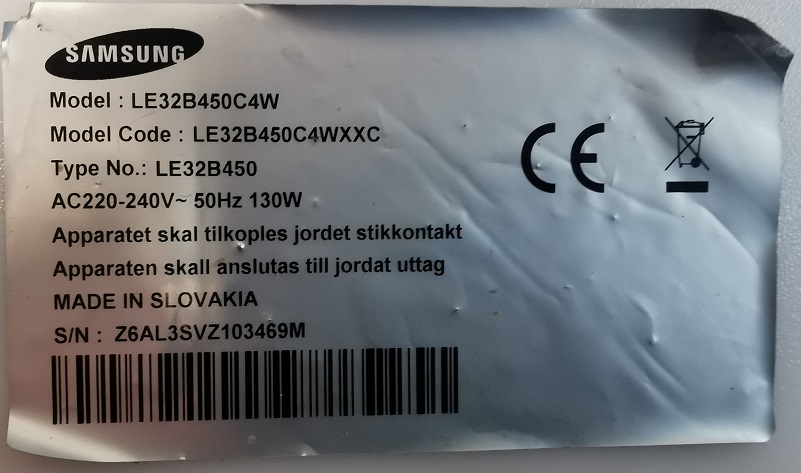 SAMSUNG
Model : LE32B450C4W
Model Code : LE32B450C4WXXC
Type No.: LE32B450
AC220-240V~ 50Hz 130W
Apparatet skal tilkoples jordet stikkontakt
Apparaten skall anslutas till jordat uttag
MADE IN SLOVAKIA
S/N : Z6AL3SVZ103469M
CE